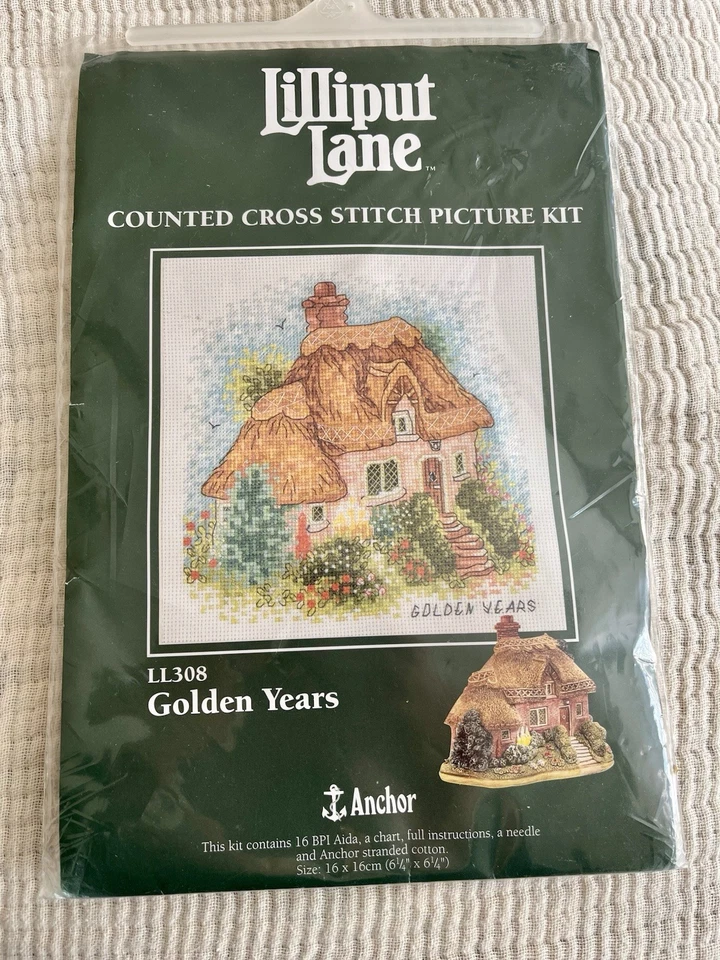 Lilliput
Lane™
COUNTED CROSS STITCH PICTURE KIT
GOLDEN YEARS
LL308
Golden Years
Anchor
This kit contains 16 BPI Aida, a chart, full instructions, a needle
and Anchor stranded cotton.
Size: 16 x 16cm (6¼" x 6¼")